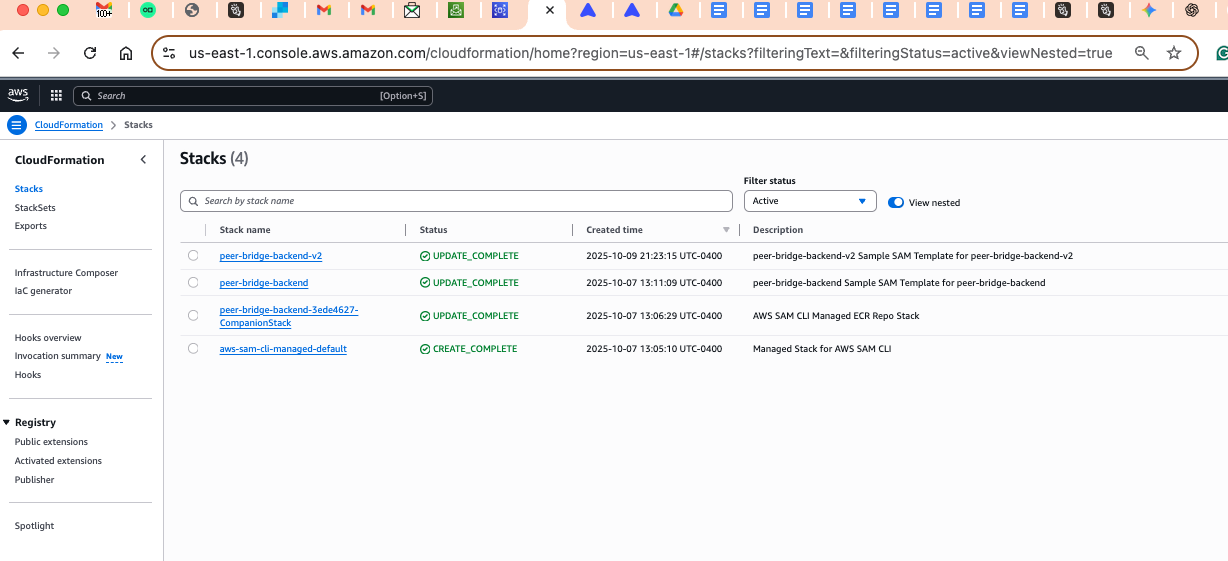 100+
us-east-1.console.aws.amazon.com/cloudformation/home?region=us-east-1#/stacks?filteringText=&filteringStatus=active&viewNested=true
aws
Search
[Option+S]
CloudFormation > Stacks
CloudFormation
Stacks
StackSets
Exports
Infrastructure Composer
IaC generator
Hooks overview
Invocation summary New
Hooks
Registry
Public extensions
Activated extensions
Publisher
Spotlight
Stacks (4)
Search by stack name
Filter status
Active
View nested
Stack name Status Created time Description
peer-bridge-backend-v2 UPDATE_COMPLETE 2025-10-09 21:23:15 UTC-0400 peer-bridge-backend-v2 Sample SAM Template for peer-bridge-backend-v2
peer-bridge-backend UPDATE_COMPLETE 2025-10-07 13:11:09 UTC-0400 peer-bridge-backend Sample SAM Template for peer-bridge-backend
peer-bridge-backend-3ede4627-
CompanionStack UPDATE_COMPLETE 2025-10-07 13:06:29 UTC-0400 AWS SAM CLI Managed ECR Repo Stack
aws-sam-cli-managed-default CREATE_COMPLETE 2025-10-07 13:05:10 UTC-0400 Managed Stack for AWS SAM CLI